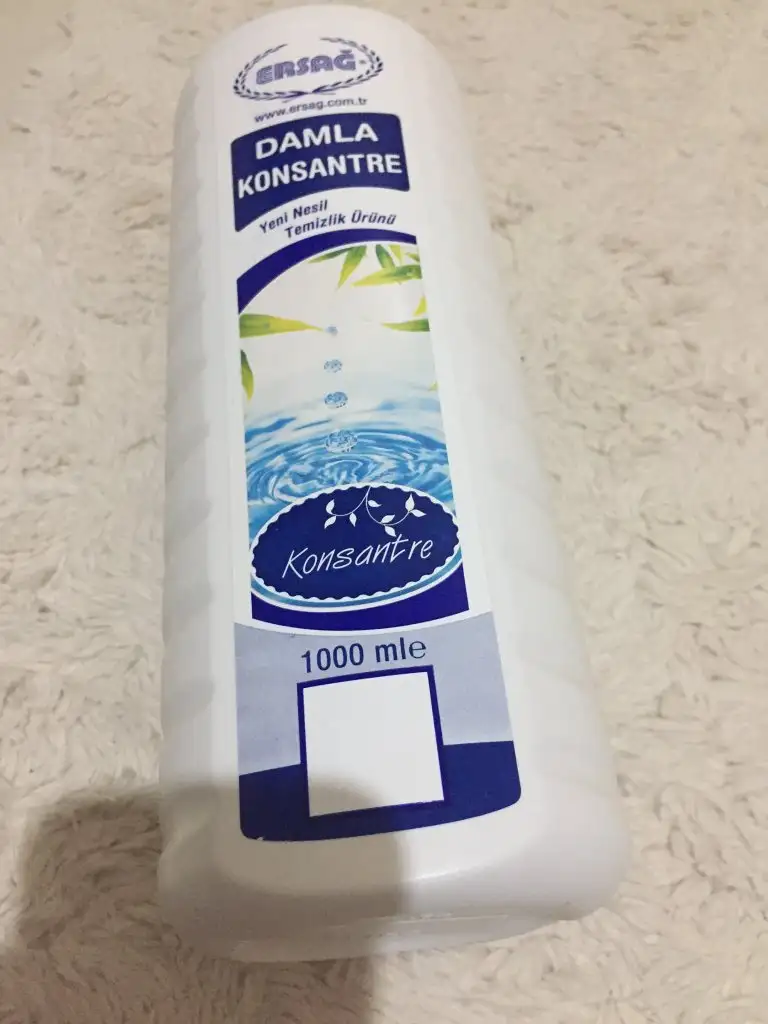 ERSAĞ
www.ersag.com.tr
DAMLA
KONSANTRE
Yeni Nesil
Temizlik Ürünü
Konsantre
1000 mle